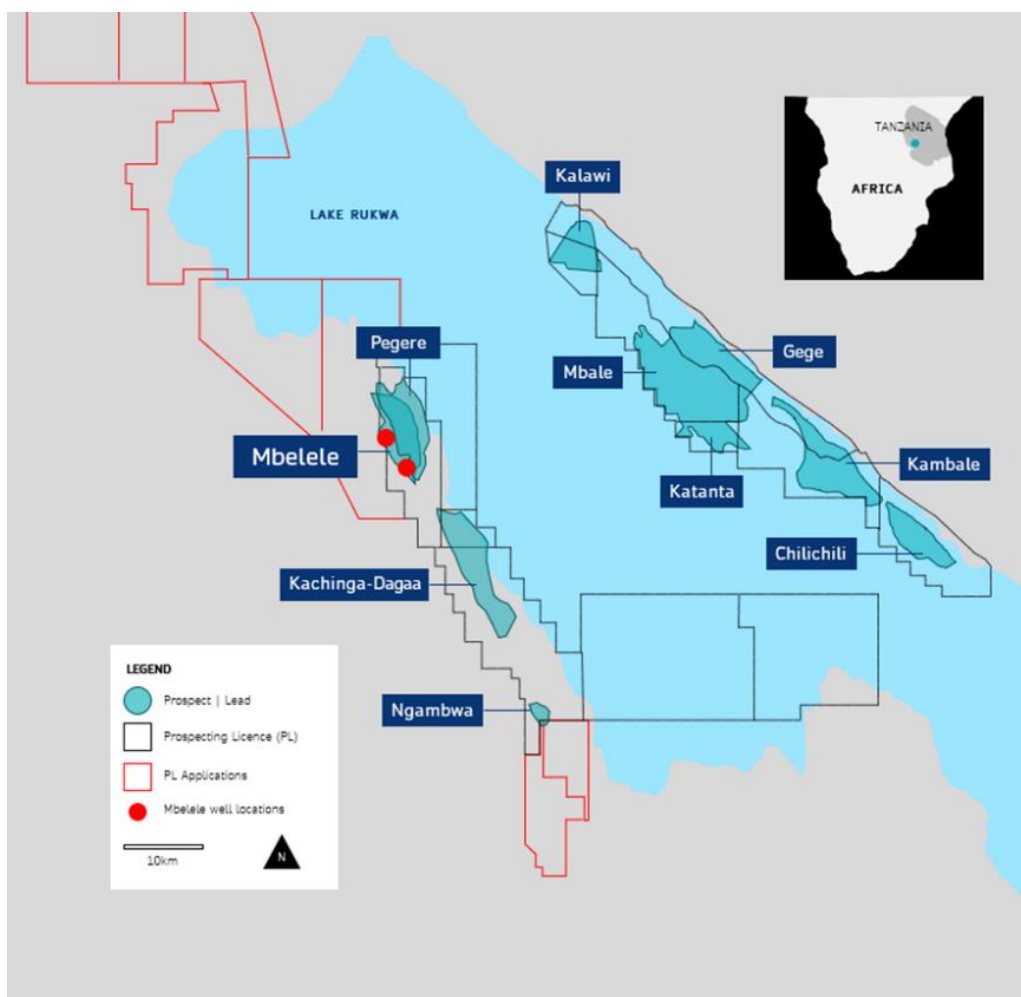 TANZANIA
AFRICA
Kalawi
LAKE RUKWA
Pegere
Gege
Mbale
Mbelele
Kambale
Katanta
Chilichili
Kachinga-Dagaa
LEGEND
Prospect | Lead
Ngambwa
Prospecting Licence (PL)
PL Applications
Mbelele well locations
10km
N